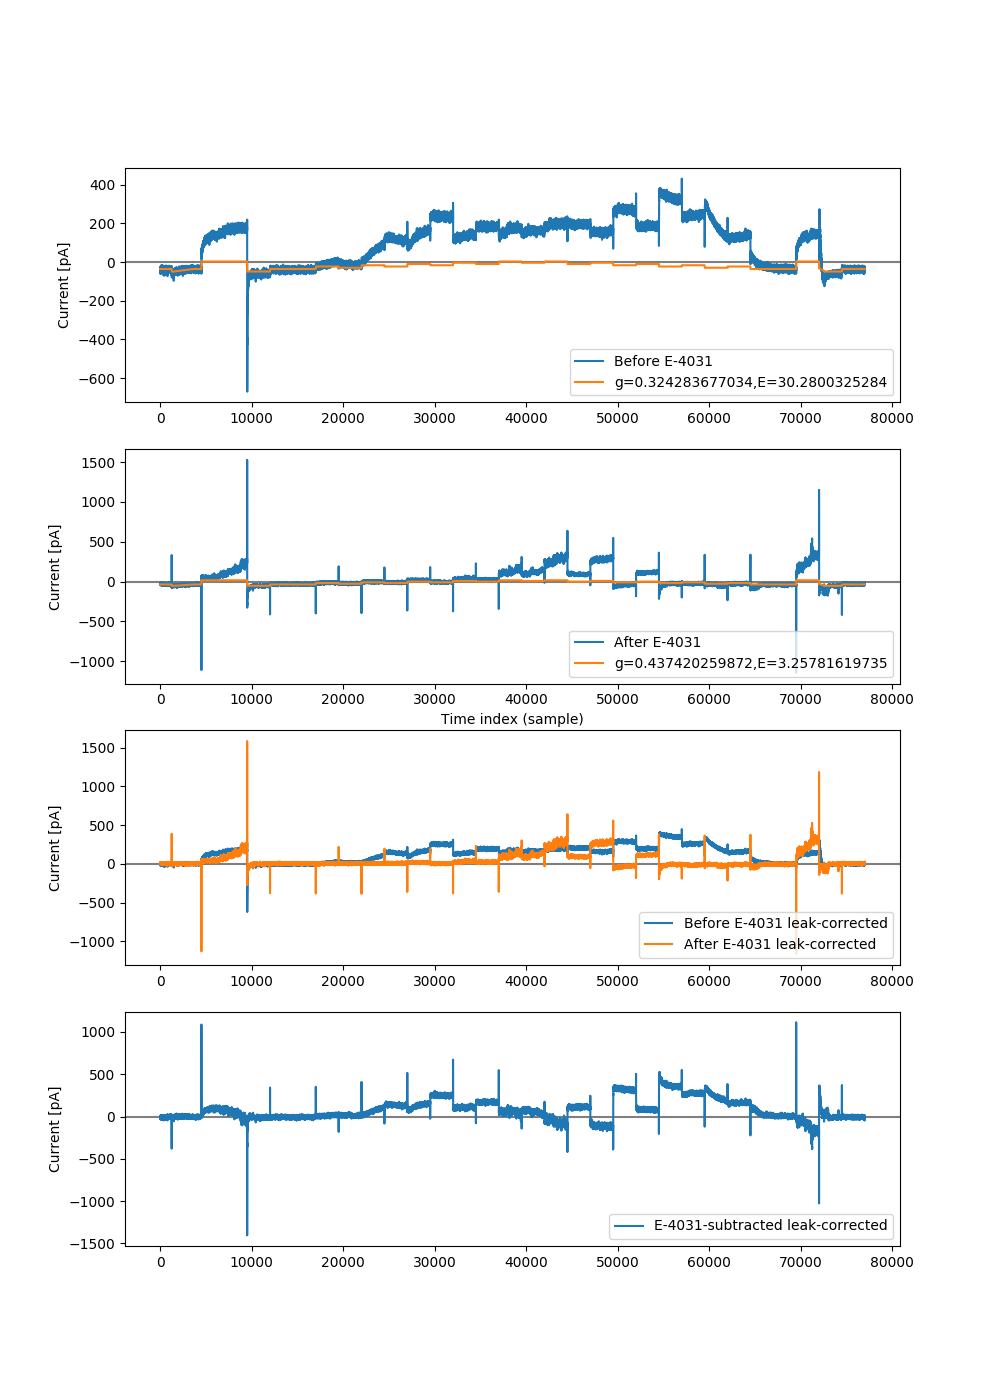 400
200
0
−200
−400
−600
Current [pA]
Before E-4031
g=0.324283677034,E=30.2800325284
0 10000 20000 30000 40000 50000 60000 70000 80000
1500
1000
500
0
−500
−1000
Current [pA]
After E-4031
g=0.437420259872,E=3.25781619735
0 10000 20000 30000 40000 50000 60000 70000 80000
Time index (sample)
1500
1000
500
0
−500
−1000
Current [pA]
Before E-4031 leak-corrected
After E-4031 leak-corrected
0 10000 20000 30000 40000 50000 60000 70000 80000
1000
500
0
−500
−1000
−1500
Current [pA]
E-4031-subtracted leak-corrected
0 10000 20000 30000 40000 50000 60000 70000 80000